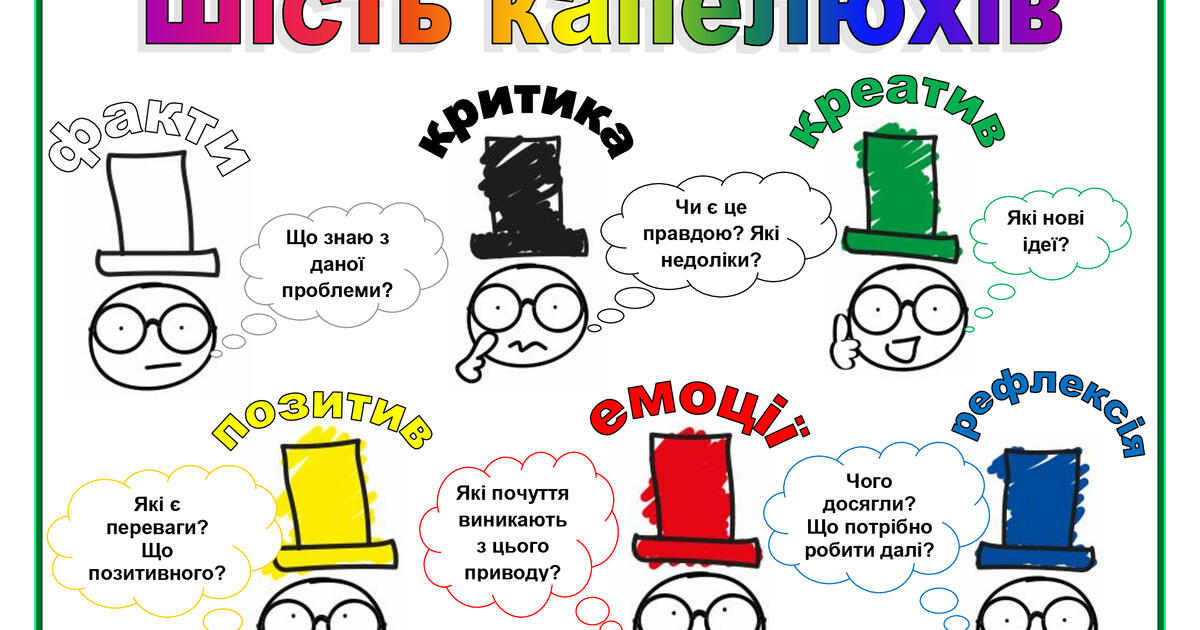 Шість капелюхів
факти
критика
креатив
Що знаю з
даної
проблеми?
Чи є це
правдою? Які
недоліки?
Які нові
ідеї?
позитив
емоції
рефлексія
Які є
переваги?
Що
позитивного?
Які почуття
виникають
з цього
приводу?
Чого
досягли?
Що потрібно
робити далі?